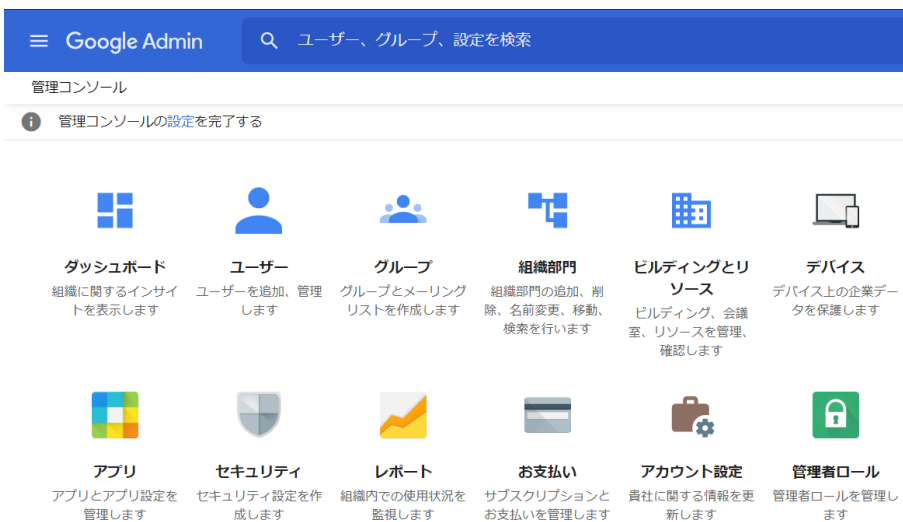 Google Admin
ユーザー、グループ、設定を検索
管理コンソール
管理コンソールの設定を完了する
ダッシュボード
組織に関するインサイ
トを表示します
ユーザー
ユーザーを追加、管理
します
グループ
グループとメーリング
リストを作成します
組織部門
組織部門の追加、削
除、名前変更、移動、
検索を行います
ビルディングとリ
ソース
ビルディング、会議
室、リソースを管理、
確認します
デバイス
デバイス上の企業デー
タを保護します
アプリ
アプリとアプリ設定を
管理します
セキュリティ
セキュリティ設定を作
成します
レポート
組織内での使用状況を
監視します
お支払い
サブスクリプションと
お支払いを管理します
アカウント設定
貴社に関する情報を更
新します
管理者ロール
管理者ロールを管理し
ます